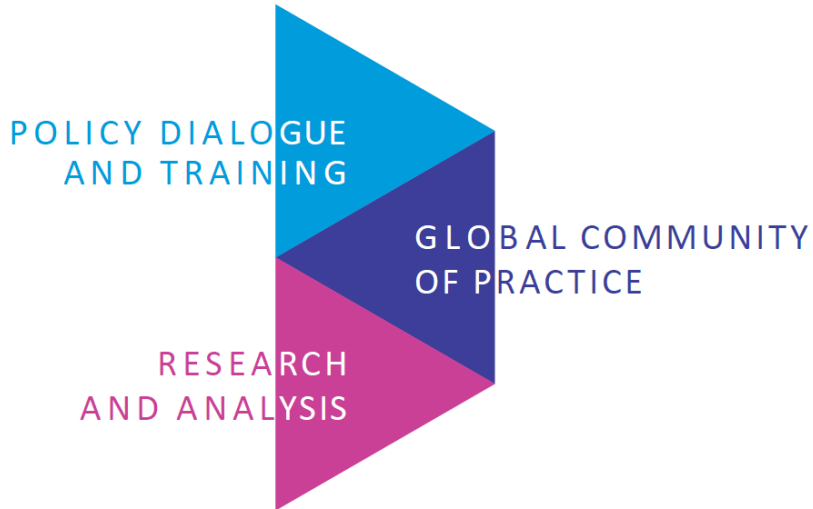 POLICY DIALOGUE
AND TRAINING
GLOBAL COMMUNITY
OF PRACTICE
RESEARCH
AND ANALYSIS